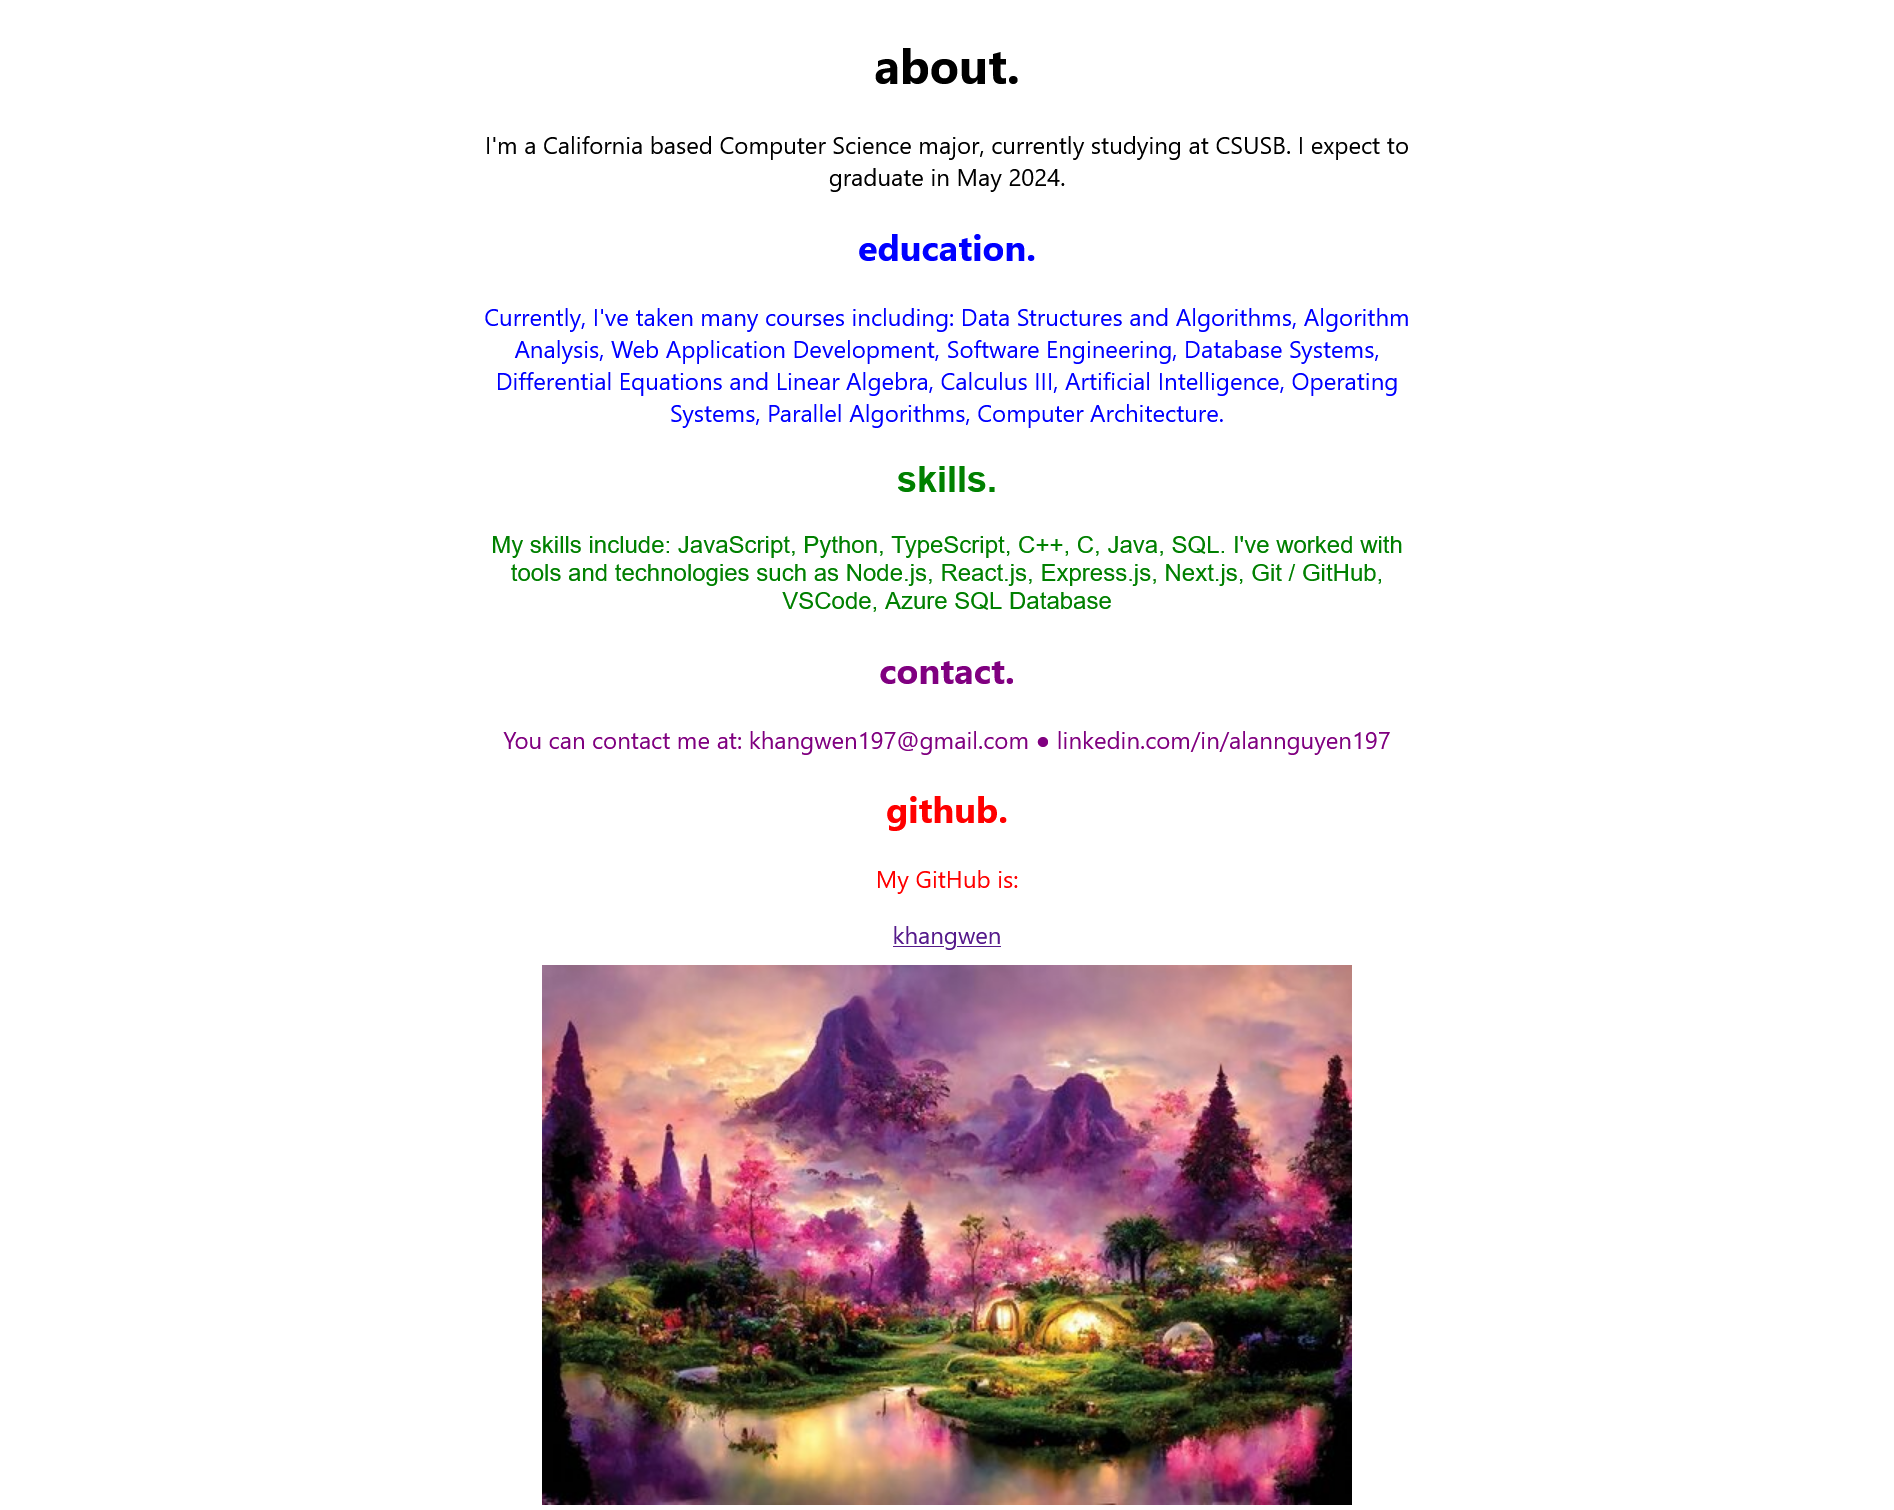 about.
I'm a California based Computer Science major, currently studying at CSUSB. I expect to
graduate in May 2024.
education.
Currently, I've taken many courses including: Data Structures and Algorithms, Algorithm
Analysis, Web Application Development, Software Engineering, Database Systems,
Differential Equations and Linear Algebra, Calculus III, Artificial Intelligence, Operating
Systems, Parallel Algorithms, Computer Architecture.
skills.
My skills include: JavaScript, Python, TypeScript, C++, C, Java, SQL. I've worked with
tools and technologies such as Node.js, React.js, Express.js, Next.js, Git / GitHub,
VSCode, Azure SQL Database
contact.
You can contact me at: khangwen197@gmail.com ● linkedin.com/in/alannguyen197
github.
My GitHub is:
khangwen